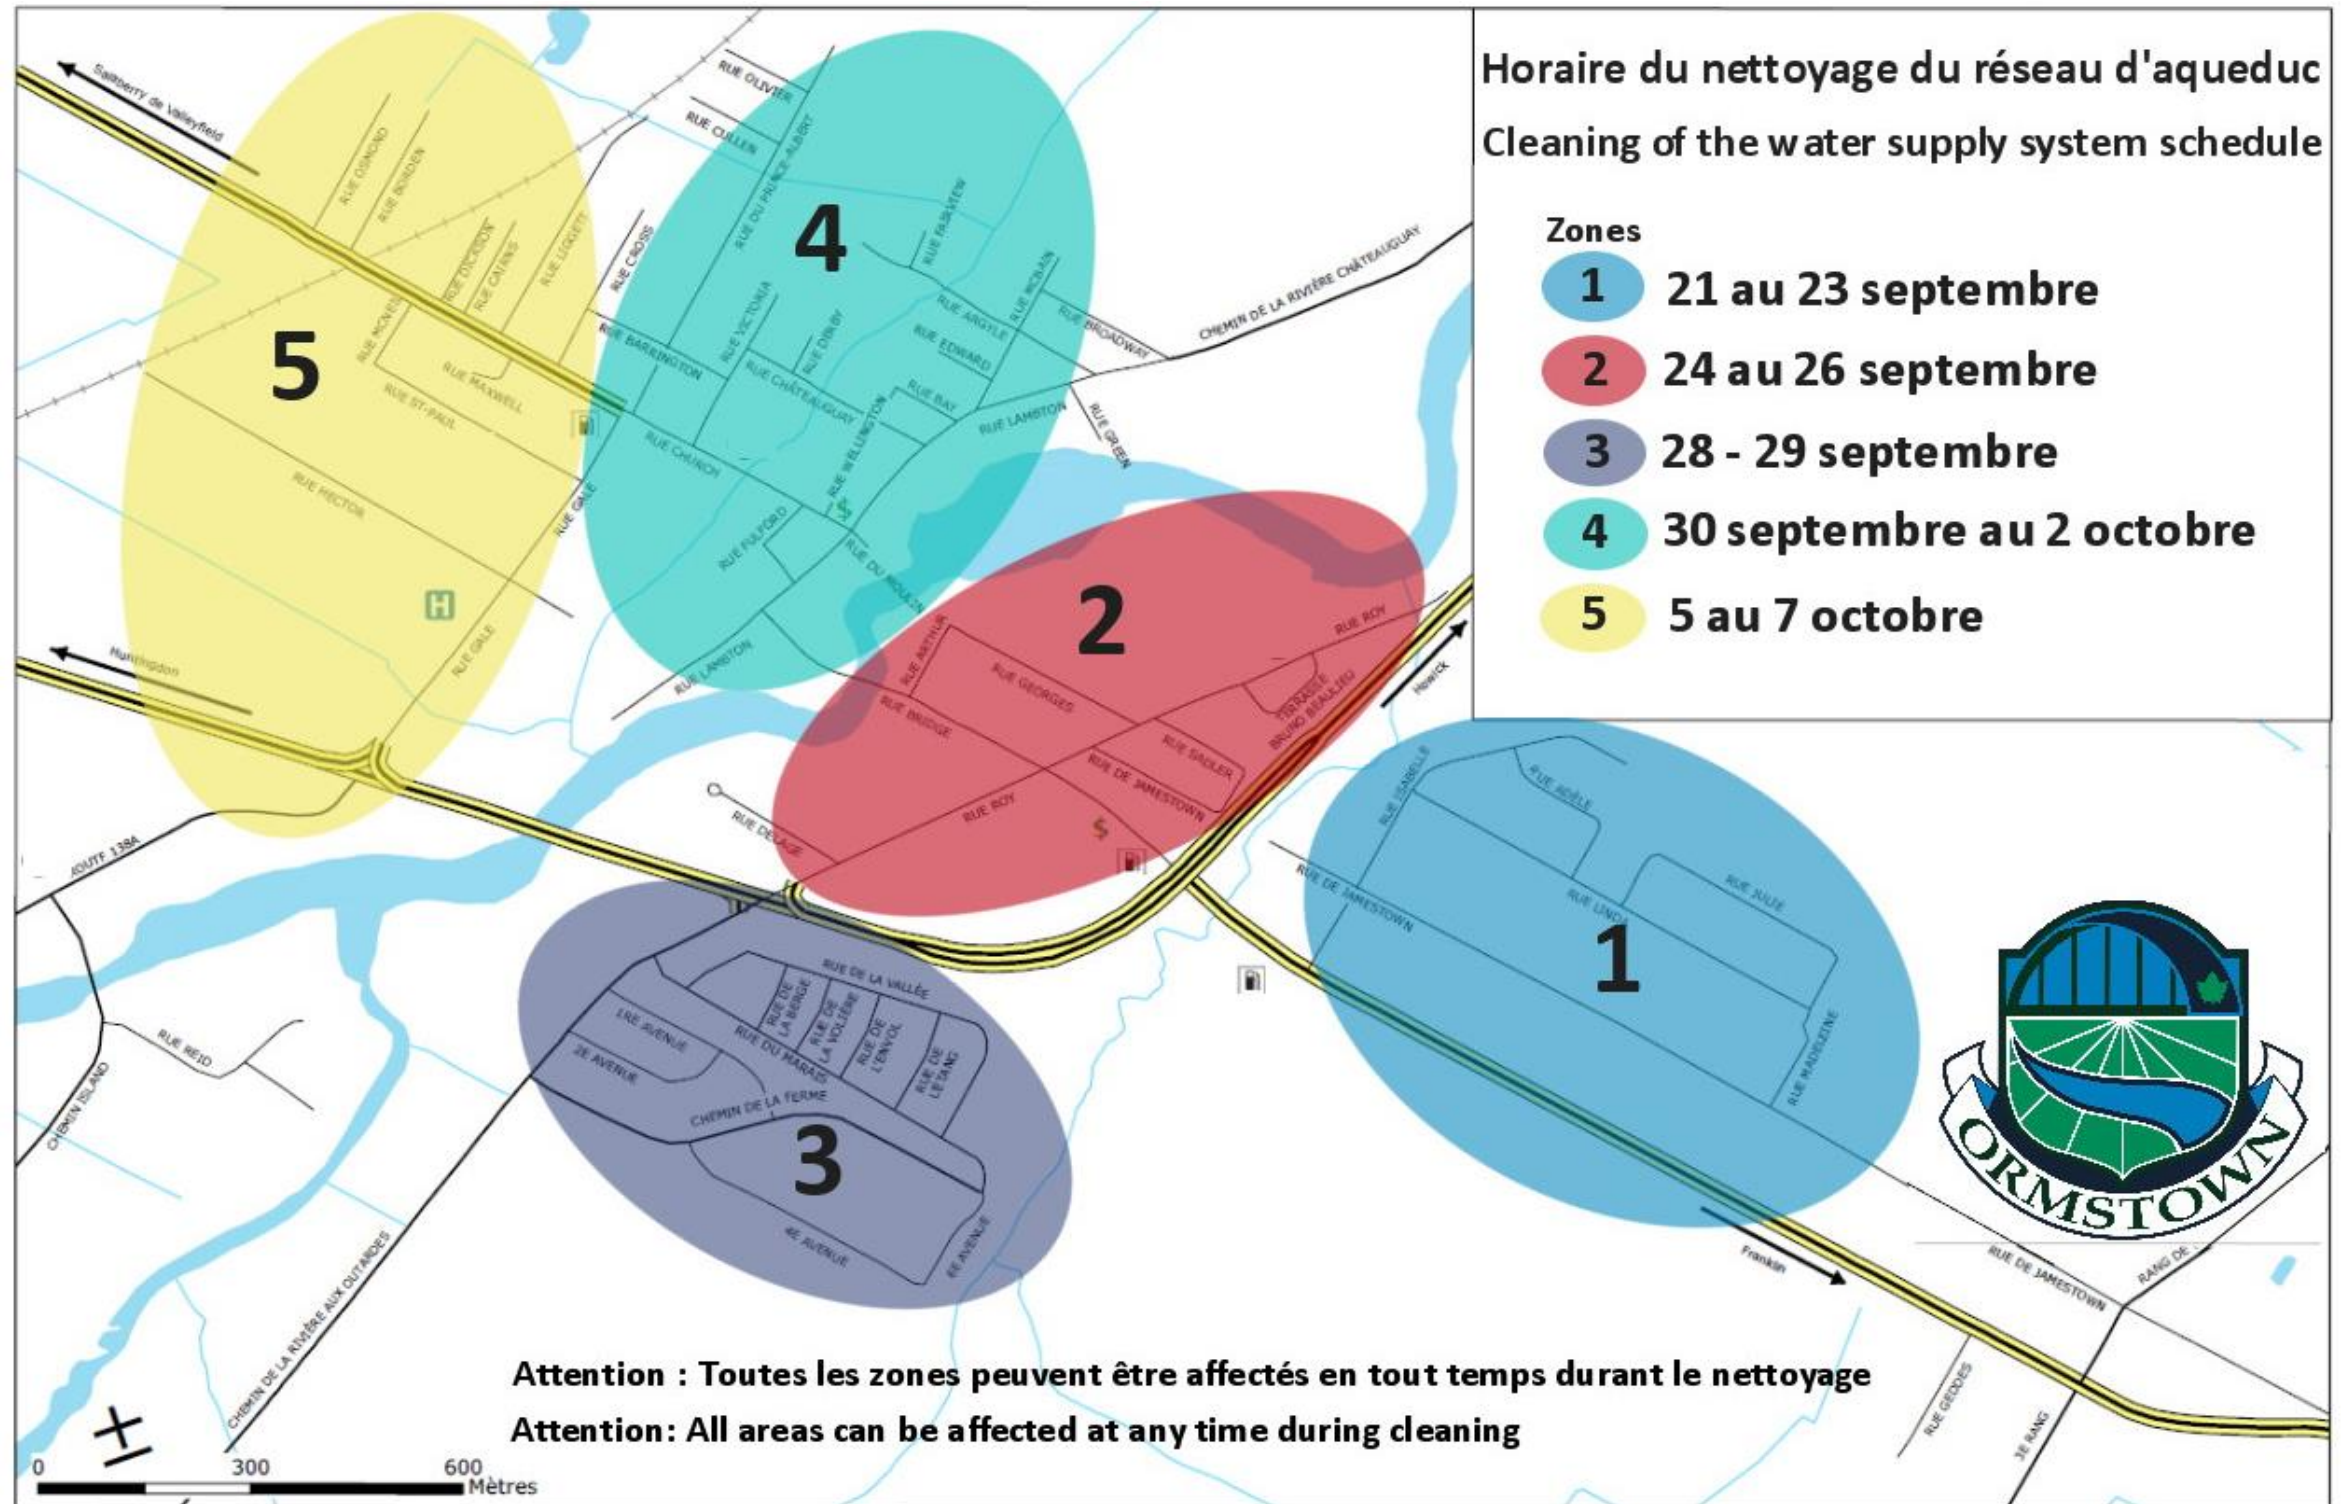 Horaire du nettoyage du réseau d'aqueduc
Cleaning of the water supply system schedule
Zones
1 21 au 23 septembre
2 24 au 26 septembre
3 28 - 29 septembre
4 30 septembre au 2 octobre
5 5 au 7 octobre
Salaberry de Valleyfield
RUE OLIVIER
RUE CULLEN
RUE DU PRINCE-ALBERT
RUE OSMOND
RUE BORDEN
RUE DICKSON
RUE CAIRNS
RUE LEGGETT
RUE CROSS
4
RUE FAIRVIEW
RUE MCBAIN
RUE BROADWAY
CHEMIN DE LA RIVIÈRE CHÂTEAUGUAY
RUE ARGYLE
RUE EDWARD
RUE VICTORIA
RUE DERBY
RUE BARRINGTON
RUE CHÂTEAUGUAY
RUE BAY
RUE LAMBTON
RUE GREEN
5
RUE MAXWELL
RUE ST-PAUL
RUE HECTOR
RUE GALE
RUE CHURCH
RUE WELLINGTON
$
RUE FULFORD
RUE DU MOULIN
H
RUE GALE
RUE LAMBTON
Huntingdon
2
RUE ARTHUR
RUE GEORGES
RUE ROY
TERRASSE
BRUNO BEAULIEU
Howick
RUE BRIDGE
RUE SADLER
RUE DE JAMESTOWN
RUE ROY
$
RUE DELAGE
138A
RUE ISABELLE
RUE ADÈLE
RUE JULIE
RUE LINDA
RUE DE JAMESTOWN
1
RUE MADELEINE
RUE DE LA VALLÉE
RUE DE
LA BERGE
RUE DE
LA VOLIÈRE
RUE DE
L'ENVOL
RUE DE
L'ETANG
1RE AVENUE
2E AVENUE
RUE DU MARAIS
CHEMIN DE LA FERME
3
4E AVENUE
6E AVENUE
RUE REID
CHEMIN ISLAND
CHEMIN DE LA RIVIÈRE AUX OUTARDES
ORMSTOWN
Franklin
RUE DE JAMESTOWN
RANG DE
RUE GEDDES
3E RANG
Attention : Toutes les zones peuvent être affectés en tout temps durant le nettoyage
Attention: All areas can be affected at any time during cleaning
0 300 600
Mètres